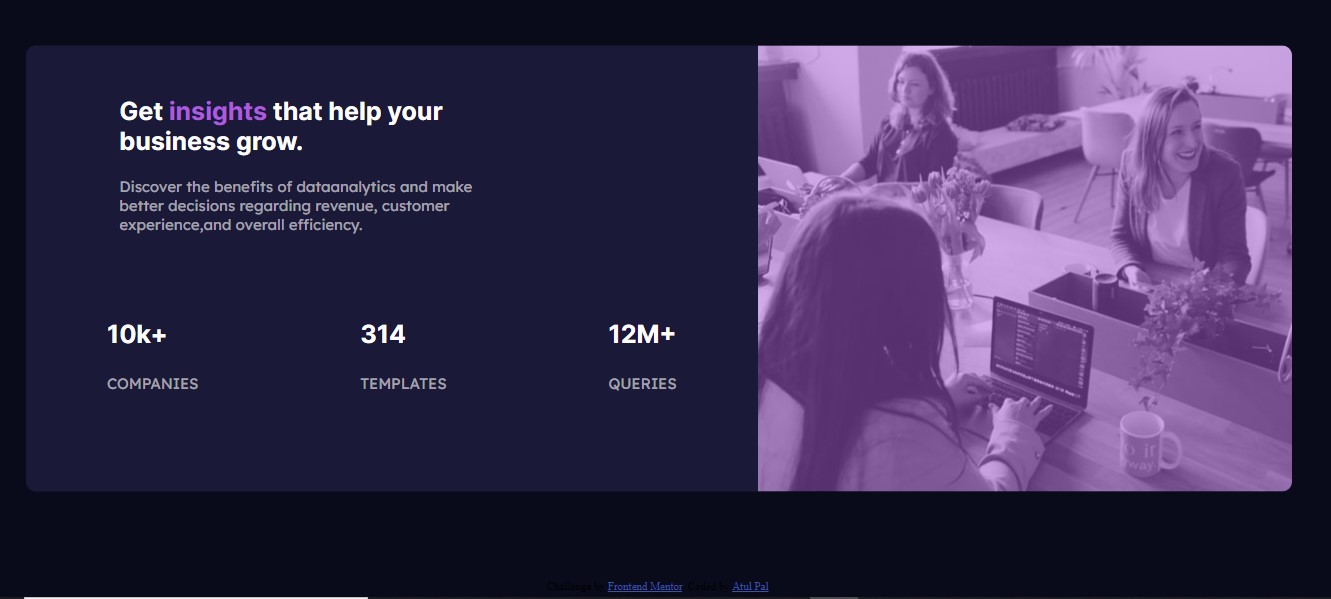 Get insights that help your
business grow.
Discover the benefits of dataanalytics and make
better decisions regarding revenue, customer
experience,and overall efficiency.
10k+ 314 12M+
COMPANIES TEMPLATES QUERIES
Challenge by Frontend Mentor. Coded by Atul Pal.